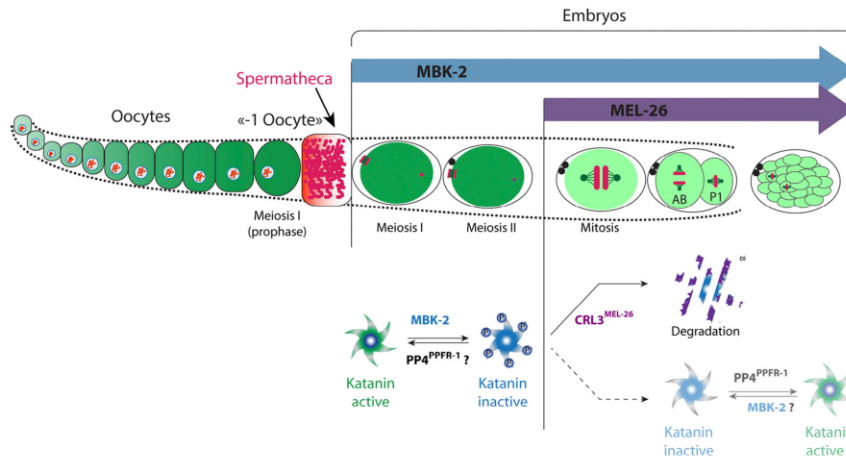 Embryos
MBK-2
Spermatheca
MEL-26
Oocytes
«-1 Oocyte»
AB
P1
Meiosis I
(prophase)
Meiosis I
Meiosis II
Mitosis
MBK-2
PP4PPFR-1 ?
P P P P P P
Katanin
active
Katanin
inactive
CRL3MEL-26
DI
Degradation
PP4PPFR-1
MBK-2 ?
Katanin
inactive
Katani
active